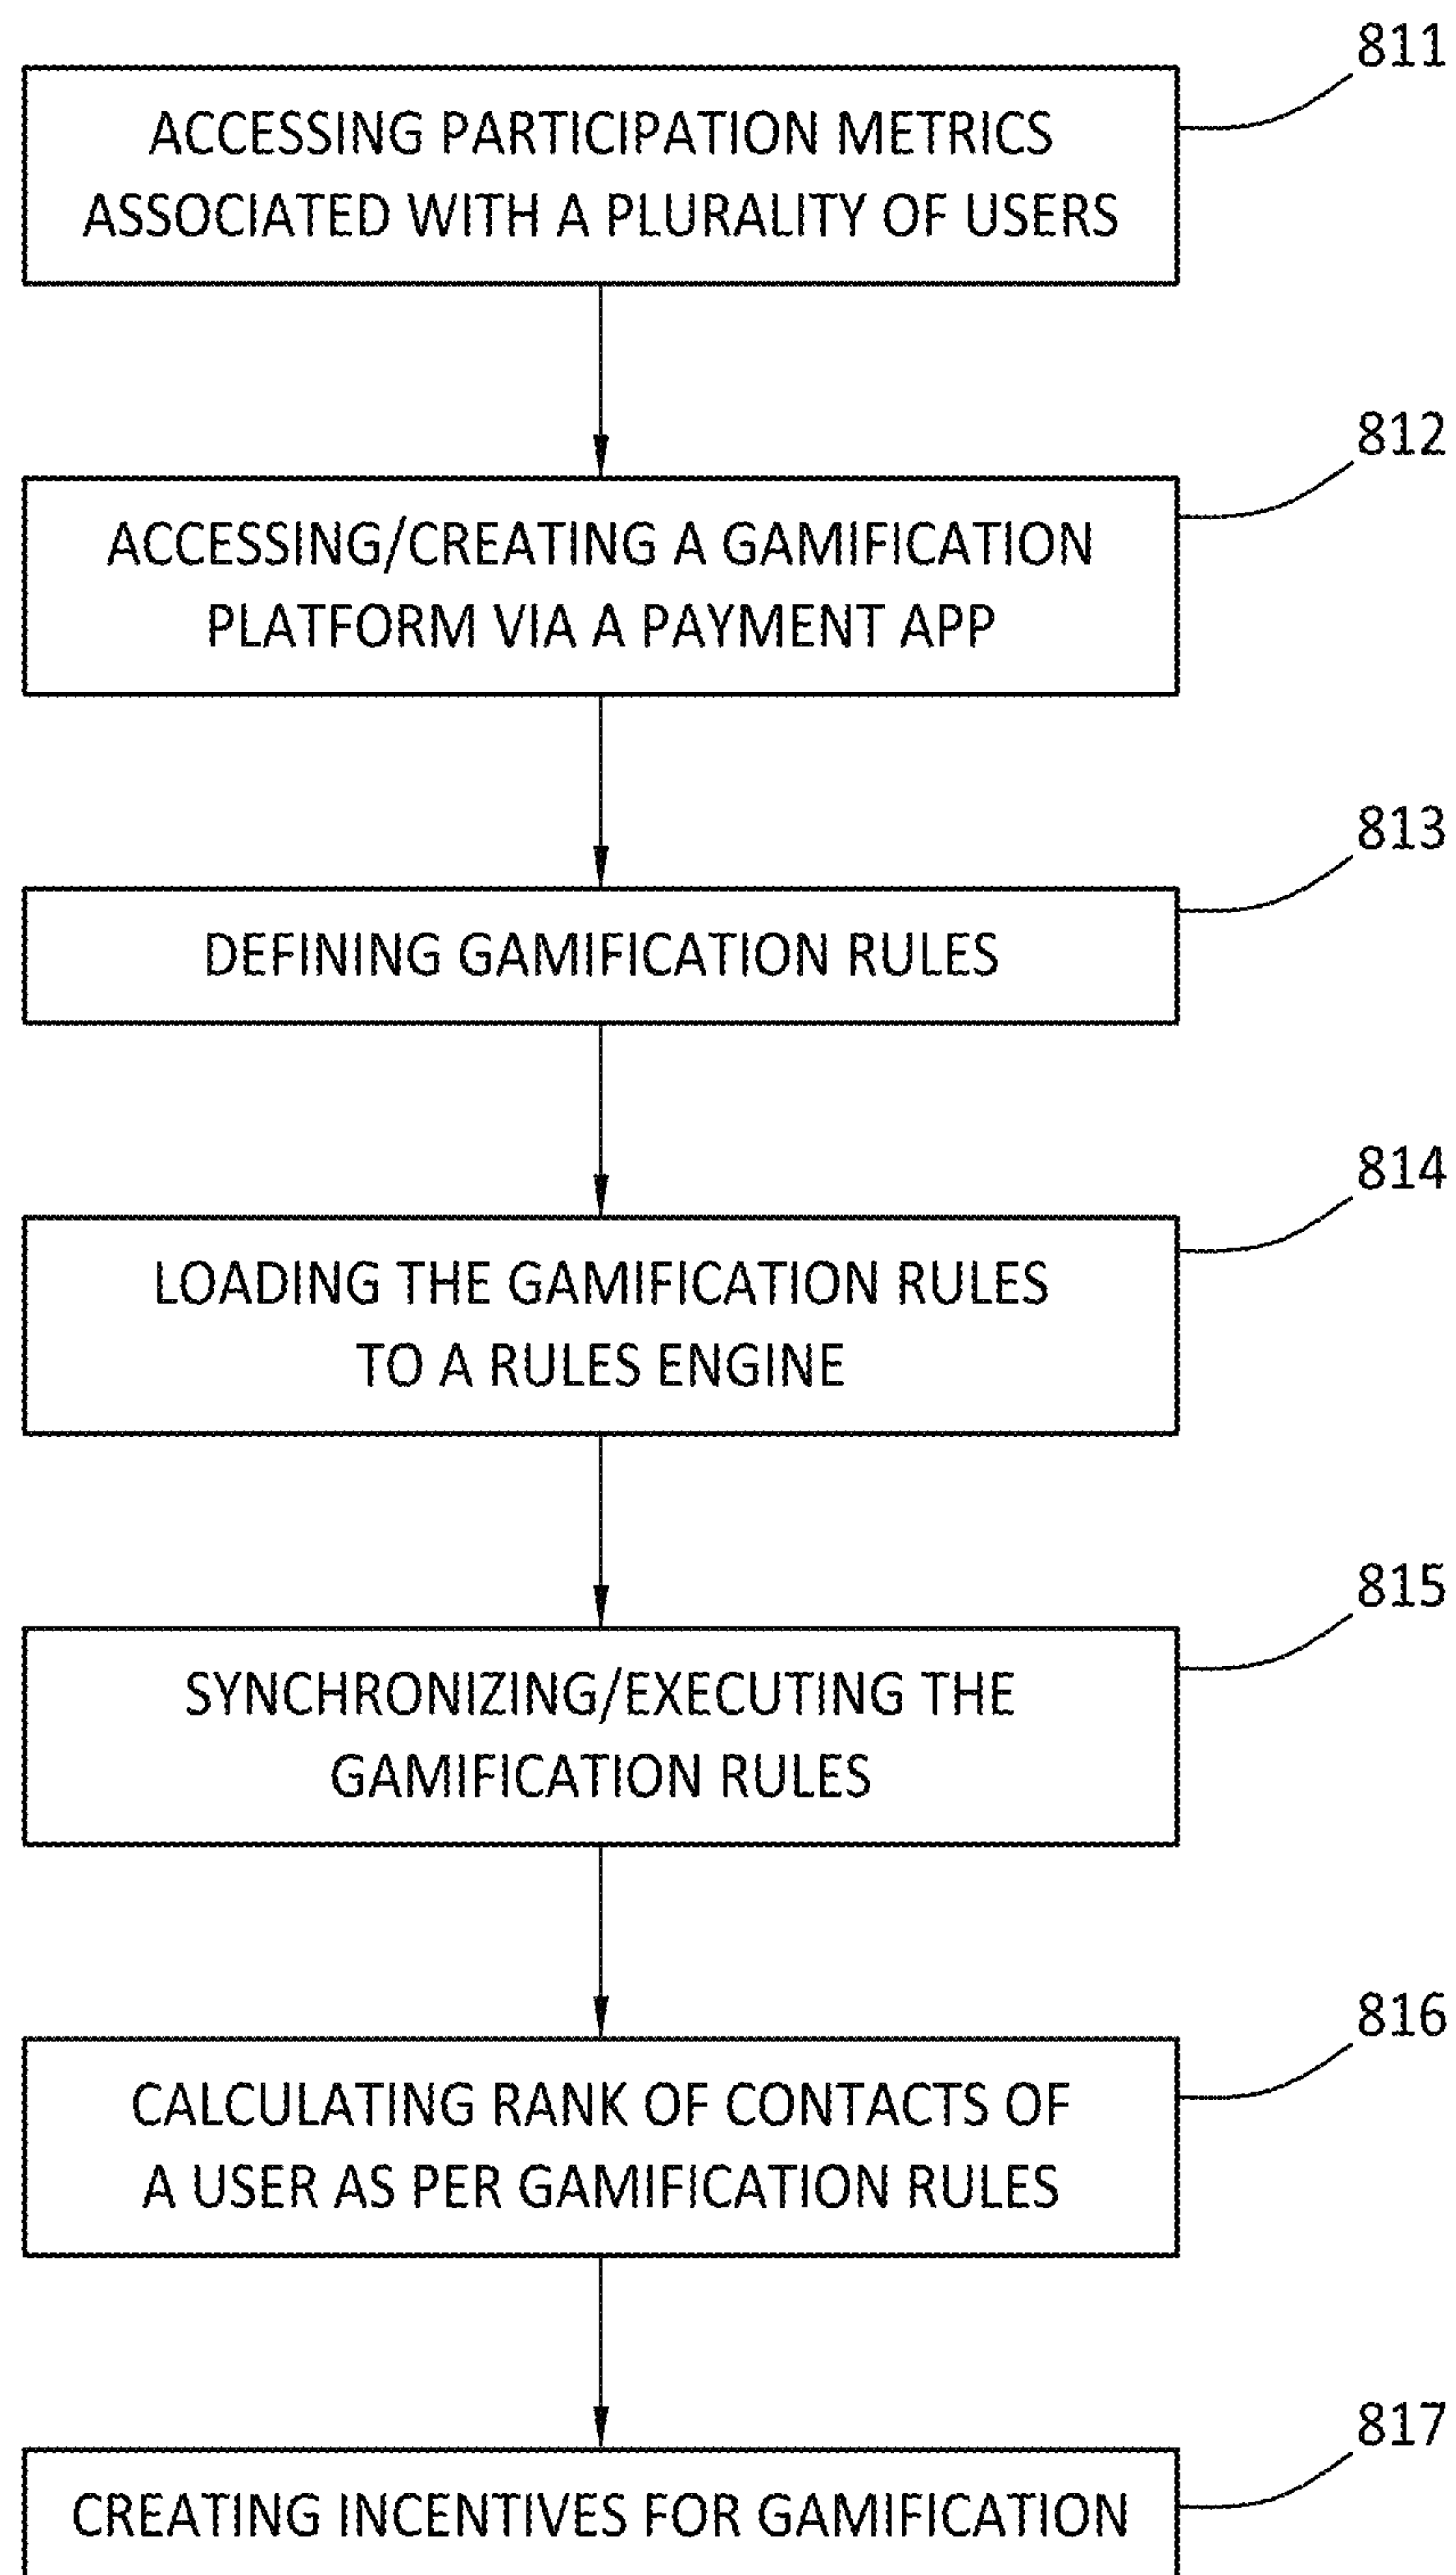 811
ACCESSING PARTICIPATION METRICS
ASSOCIATED WITH A PLURALITY OF USERS
812
ACCESSING/CREATING A GAMIFICATION
PLATFORM VIA A PAYMENT APP
813
DEFINING GAMIFICATION RULES
814
LOADING THE GAMIFICATION RULES
TO A RULES ENGINE
815
SYNCHRONIZING/EXECUTING THE
GAMIFICATION RULES
816
CALCULATING RANK OF CONTACTS OF
A USER AS PER GAMIFICATION RULES
817
CREATING INCENTIVES FOR GAMIFICATION